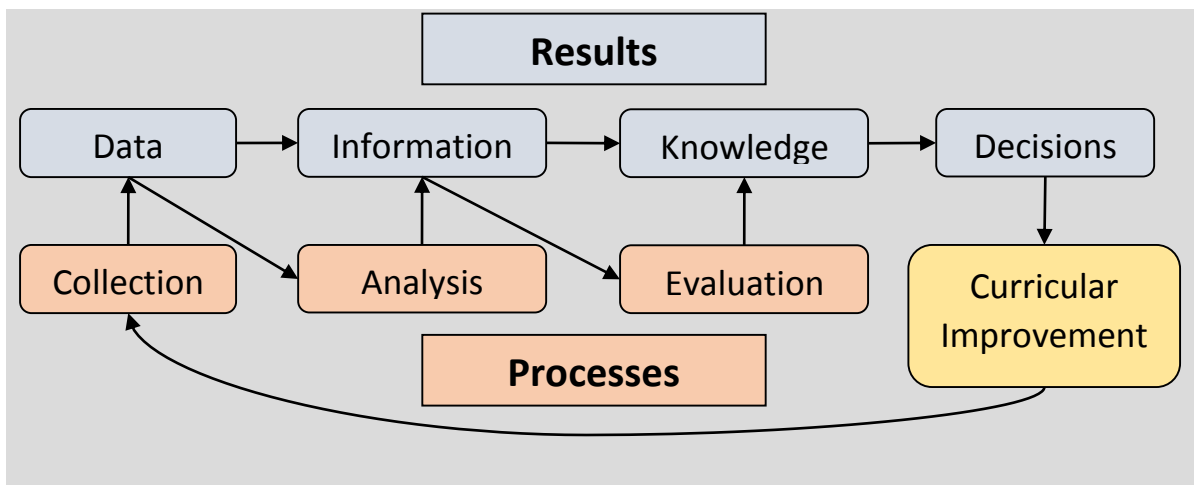 Results
Data
Information
Knowledge
Decisions
Collection
Analysis
Evaluation
Curricular
Improvement
Processes